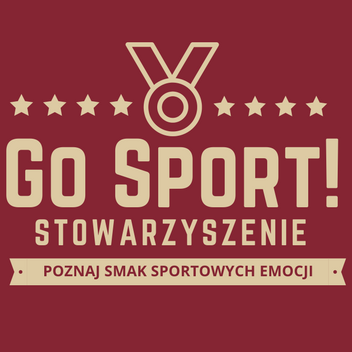 Go Sport!
STOWARZYSZENIE
POZNAJ SMAK SPORTOWYCH EMOCJI